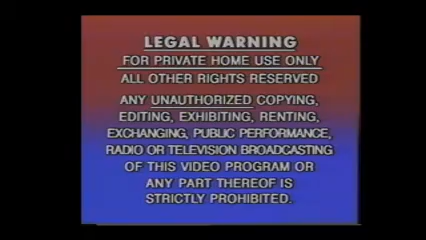 LEGAL WARNING
FOR PRIVATE HOME USE ONLY
ALL OTHER RIGHTS RESERVED
ANY UNAUTHORIZED COPYING,
EDITING, EXHIBITING, RENTING,
EXCHANGING, PUBLIC PERFORMANCE,
RADIO OR TELEVISION BROADCASTING
OF THIS VIDEO PROGRAM OR
ANY PART THEREOF IS
STRICTLY PROHIBITED.